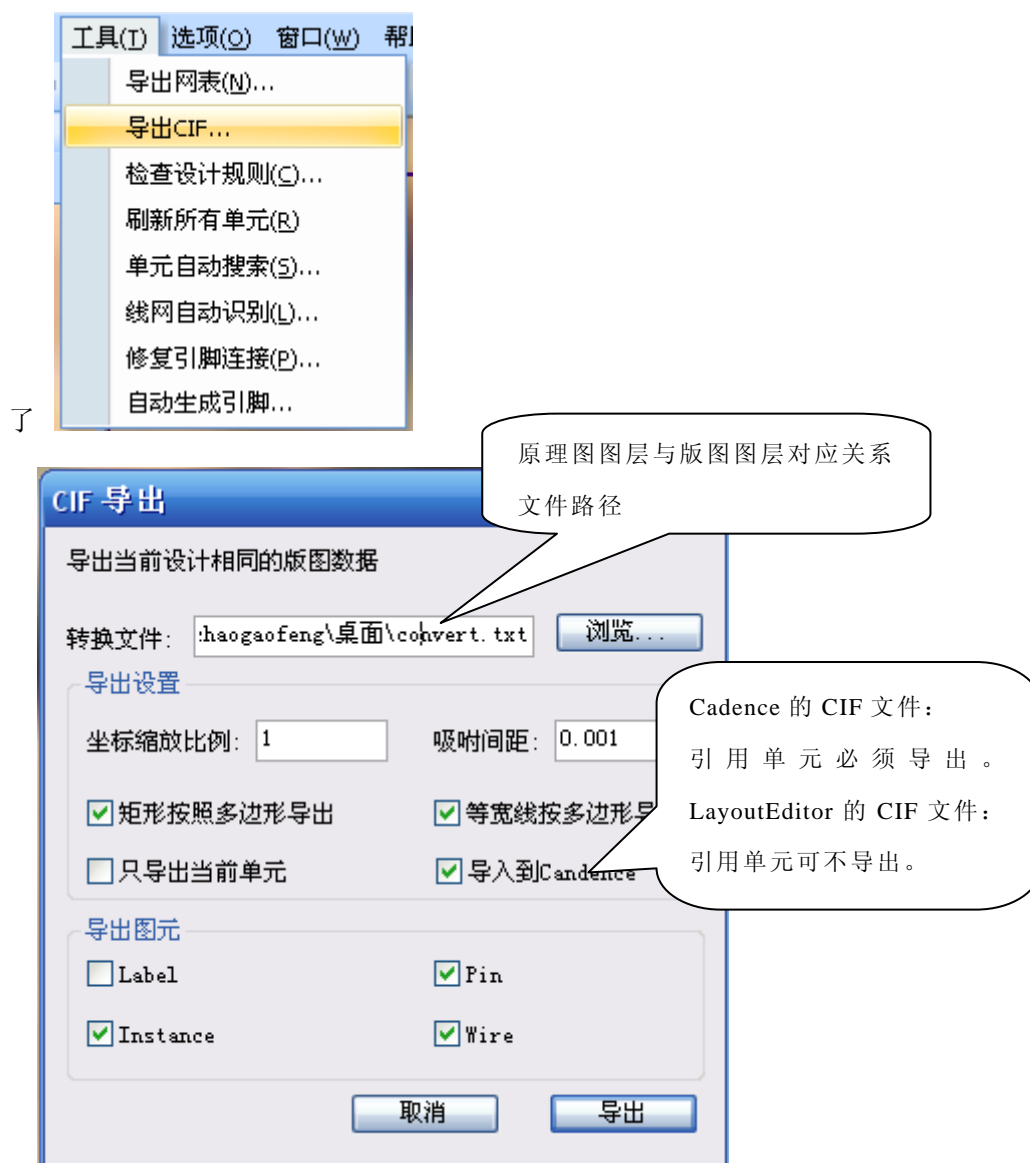 工具(T) 选项(O) 窗口(W)
导出网表(N)...
导出CIF...
检查设计规则(C)...
刷新所有单元(R)
单元自动搜索(S)...
线网自动识别(L)...
修复引脚连接(P)...
自动生成引脚...
了
原理图图层与版图图层对应关系
文件路径
CIF 导出
导出当前设计相同的版图数据
转换文件: :haogaofeng\桌面\convert.txt 浏览...
导出设置
坐标缩放比例: 1 吸咐间距: 0.001
矩形按照多边形导出 等宽线按多边形导
只导出当前单元 导入到Candence
Cadence 的 CIF 文件：
引用单元必须导出。
LayoutEditor 的 CIF 文件：
引用单元可不导出。
导出图元
Label Pin
Instance Wire
取消 导出